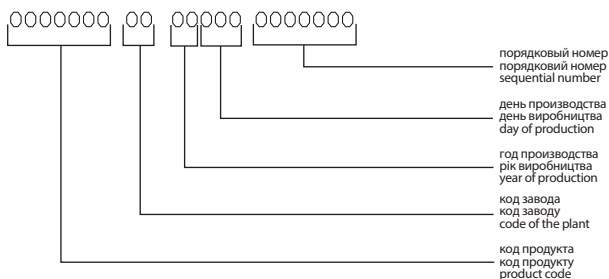 0000000 00 00000 0000000
порядковый номер
порядковий номер
sequential number
день производства
день виробництва
day of production
год производства
рік виробництва
year of production
код завода
код заводу
code of the plant
код продукта
код продукту
product code